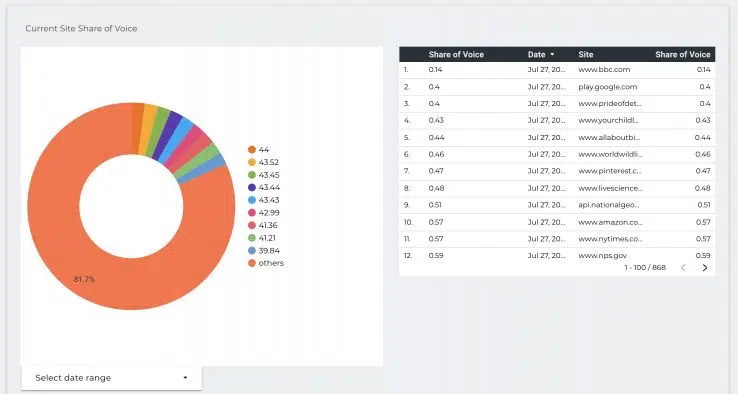 Current Site Share of Voice
44
43.52
43.45
43.44
43.43
42.99
41.36
41.21
39.84
others
81.7%
Share of Voice Date Site Share of Voice
1. 0.14 Jul 27, 20... www.bbc.com 0.14
2. 0.4 Jul 27, 20... play.google.com 0.4
3. 0.4 Jul 27, 20... www.prideofdet... 0.4
4. 0.43 Jul 27, 20... www.yourchildl... 0.43
5. 0.44 Jul 27, 20... www.allaboutbi... 0.44
6. 0.46 Jul 27, 20... www.worldwildli... 0.46
7. 0.47 Jul 27, 20... www.pinterest.c... 0.47
8. 0.48 Jul 27, 20... www.livescience... 0.48
9. 0.51 Jul 27, 20... api.nationalgeo... 0.51
10. 0.57 Jul 27, 20... www.amazon.co... 0.57
11. 0.57 Jul 27, 20... www.nytimes.co... 0.57
12. 0.59 Jul 27, 20... www.nps.gov 0.59
1 - 100 / 868
Select date range